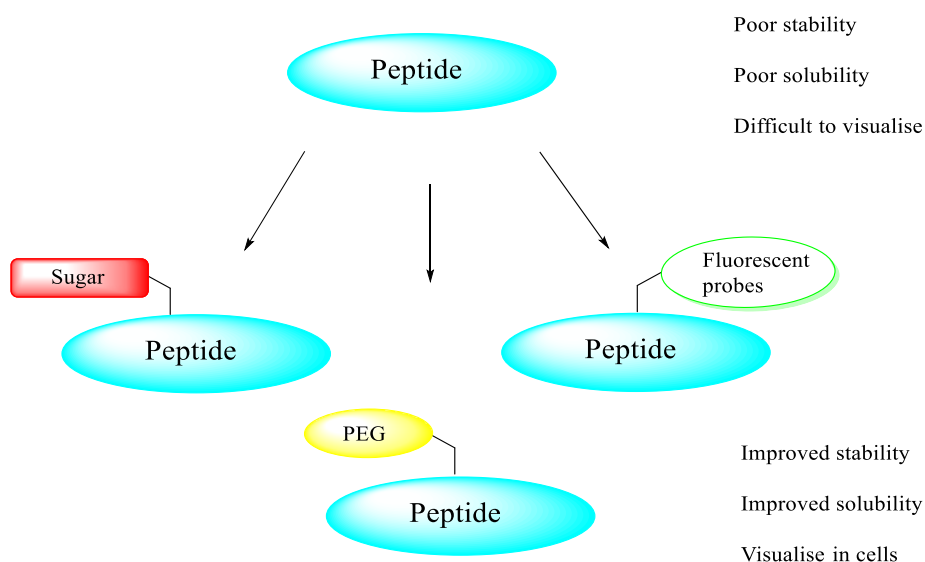 Poor stability
Peptide
Poor solubility
Difficult to visualise
Sugar
Peptide
Fluorescent
probes
Peptide
PEG
Peptide
Improved stability
Improved solubility
Visualise in cells